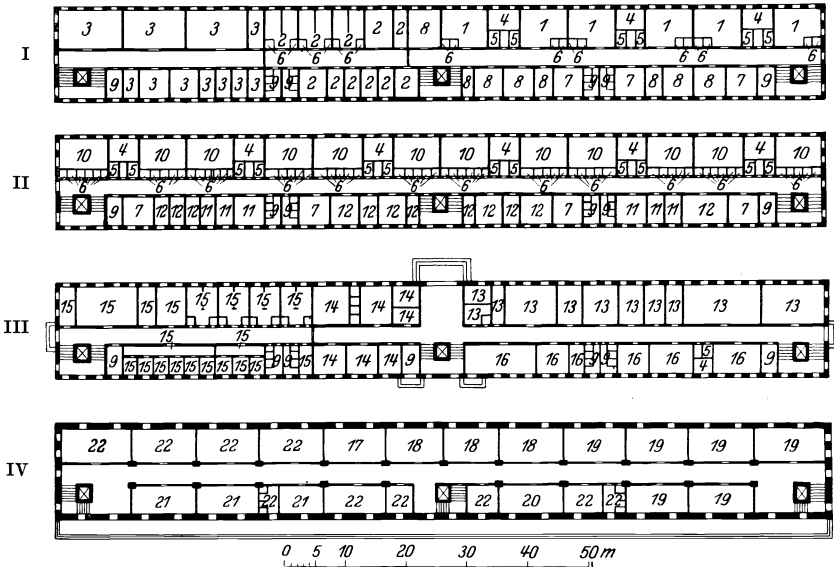 3 3 3 3 2 2 2 2 2 8 1 4 1 1 4 1 1 4 1
5 5 5 5 5 5
I 6 6 6 6 6 6 6 6 6
9 3 3 3 3 3 3 3 9 9 2 2 2 2 2 2 8 8 8 8 7 9 9 7 8 8 8 7 9
10 4 10 10 4 10 10 4 10 10 4 10 10 4 10 10 4 10
5 5 5 5 5 5 5 5 5 5 5 5
II 6 6 6 6 6 6 6 6 6 6 6
9 7 12 12 12 11 11 11 9 9 7 12 12 12 12 12 12 12 12 7 9 9 11 11 11 12 7 9
15 15 15 15 15 15 15 15 14 14 14 13 13 13 13 13 13 13 13 13 13
14 13
III 15 15
9 15 15 15 15 15 15 15 15 15 9 9 15 14 14 14 9 16 16 16 9 9 16 16 5 16 9
4
22 22 22 22 17 18 18 18 19 19 19 19
IV
21 21 22 21 22 22 22 20 22 22 19 19
0 5 10 20 30 40 50 m